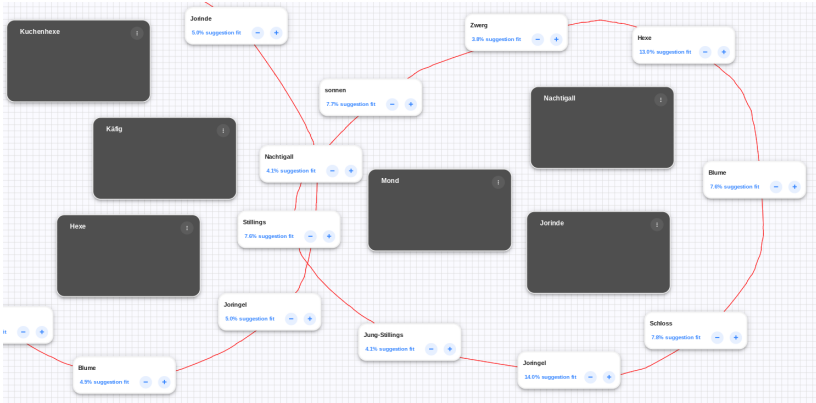 Jorinde
5.0% suggestion fit − +
Zwerg
3.8% suggestion fit − +
Hexe
13.0% suggestion fit − +
Kuchenhexe
sonnen
7.7% suggestion fit − +
Nachtigall
Käfig
Nachtigall
4.1% suggestion fit − +
Blume
7.8% suggestion fit − +
Mond
Stillings
7.6% suggestion fit − +
Hexe
Jorinde
Joringel
5.0% suggestion fit − +
− +
Schloss
7.8% suggestion fit − +
Jung-Stillings
4.1% suggestion fit − +
Blume
4.9% suggestion fit − +
Joringel
14.0% suggestion fit − +